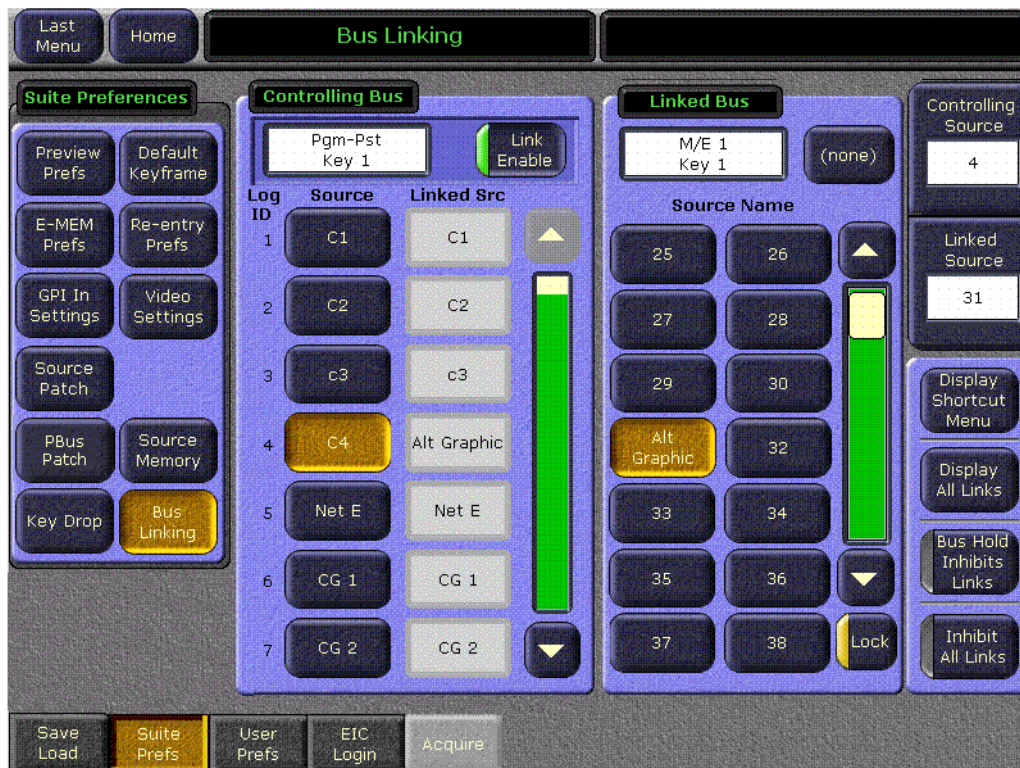 Last
Menu
Home
Bus Linking
Suite Preferences
Preview
Prefs
Default
Keyframe
E-MEM
Prefs
Re-entry
Prefs
GPI In
Settings
Video
Settings
Source
Patch
PBus
Patch
Source
Memory
Key Drop
Bus
Linking
Controlling Bus
Pgm-Pst
Key 1
Link
Enable
Log
ID
Source
Linked Src
1
C1
C1
2
C2
C2
3
c3
c3
4
C4
Alt Graphic
5
Net E
Net E
6
CG 1
CG 1
7
CG 2
CG 2
Linked Bus
M/E 1
Key 1
(none)
Source Name
25
26
27
28
29
30
Alt
Graphic
32
33
34
35
36
37
38
Lock
Controlling
Source
4
Linked
Source
31
Display
Shortcut
Menu
Display
All Links
Bus Hold
Inhibits
Links
Inhibit
All Links
Save
Load
Suite
Prefs
User
Prefs
EIC
Login
Acquire